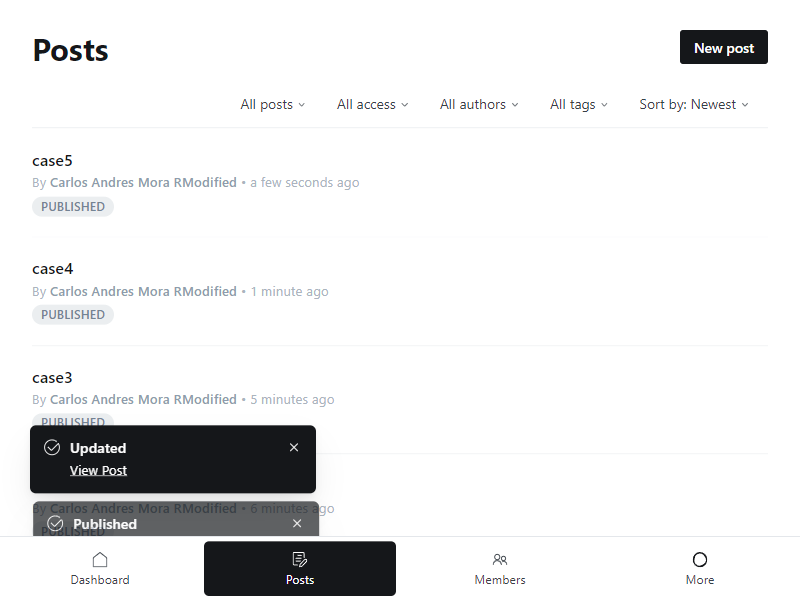 Posts
New post
All posts
All access
All authors
All tags
Sort by: Newest
case5
By Carlos Andres Mora RModified • a few seconds ago
PUBLISHED
case4
By Carlos Andres Mora RModified • 1 minute ago
PUBLISHED
case3
By Carlos Andres Mora RModified • 5 minutes ago
PUBLISHED
Updated
View Post
By Carlos Andres Mora RModified • 6 minutes ago
Published
PUBLISHED
Dashboard
Posts
Members
More